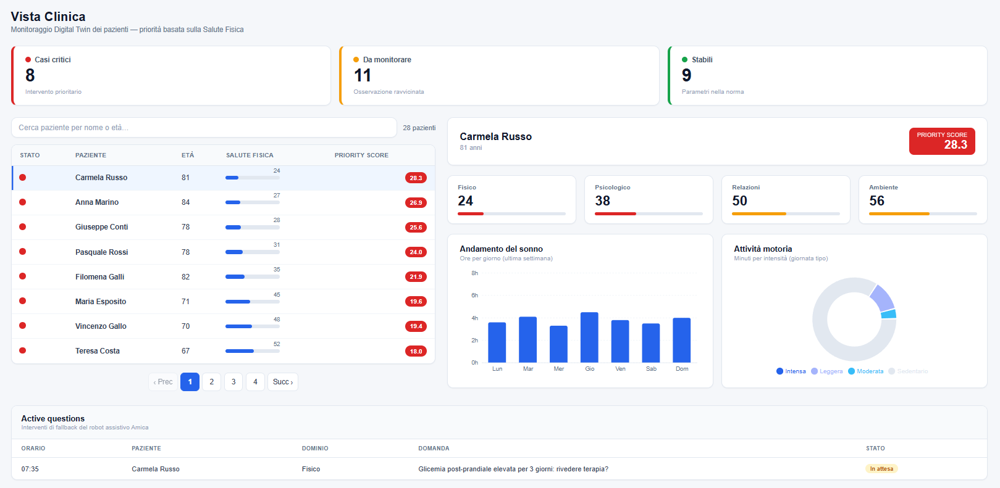 Vista Clinica
Monitoraggio Digital Twin dei pazienti — priorità basata sulla Salute Fisica
Casi critici
8
Intervento prioritario
Da monitorare
11
Osservazione ravvicinata
Stabili
9
Parametri nella norma
Cerca paziente per nome o età...
28 pazienti
STATO PAZIENTE ETÀ SALUTE FISICA PRIORITY SCORE
Carmela Russo 81 24 28.3
Anna Marino 84 27 26.9
Giuseppe Conti 78 28 25.6
Pasquale Rossi 78 31 24.0
Filomena Galli 82 35 21.9
Maria Esposito 71 45 19.6
Vincenzo Gallo 70 48 19.4
Teresa Costa 67 52 18.0
‹ Prec 1 2 3 4 Succ ›
Carmela Russo
81 anni
PRIORITY SCORE
28.3
Fisico
24
Psicologico
38
Relazioni
50
Ambiente
56
Andamento del sonno
Ore per giorno (ultima settimana)
8h
6h
4h
2h
0h
Lun Mar Mer Gio Ven Sab Dom
Attività motoria
Minuti per intensità (giornata tipo)
Intensa Leggera Moderata Sedentario
Active questions
Interventi di fallback del robot assistivo Amica
ORARIO PAZIENTE DOMINIO DOMANDA STATO
07:35 Carmela Russo Fisico Glicemia post-prandiale elevata per 3 giorni: rivedere terapia? In attesa